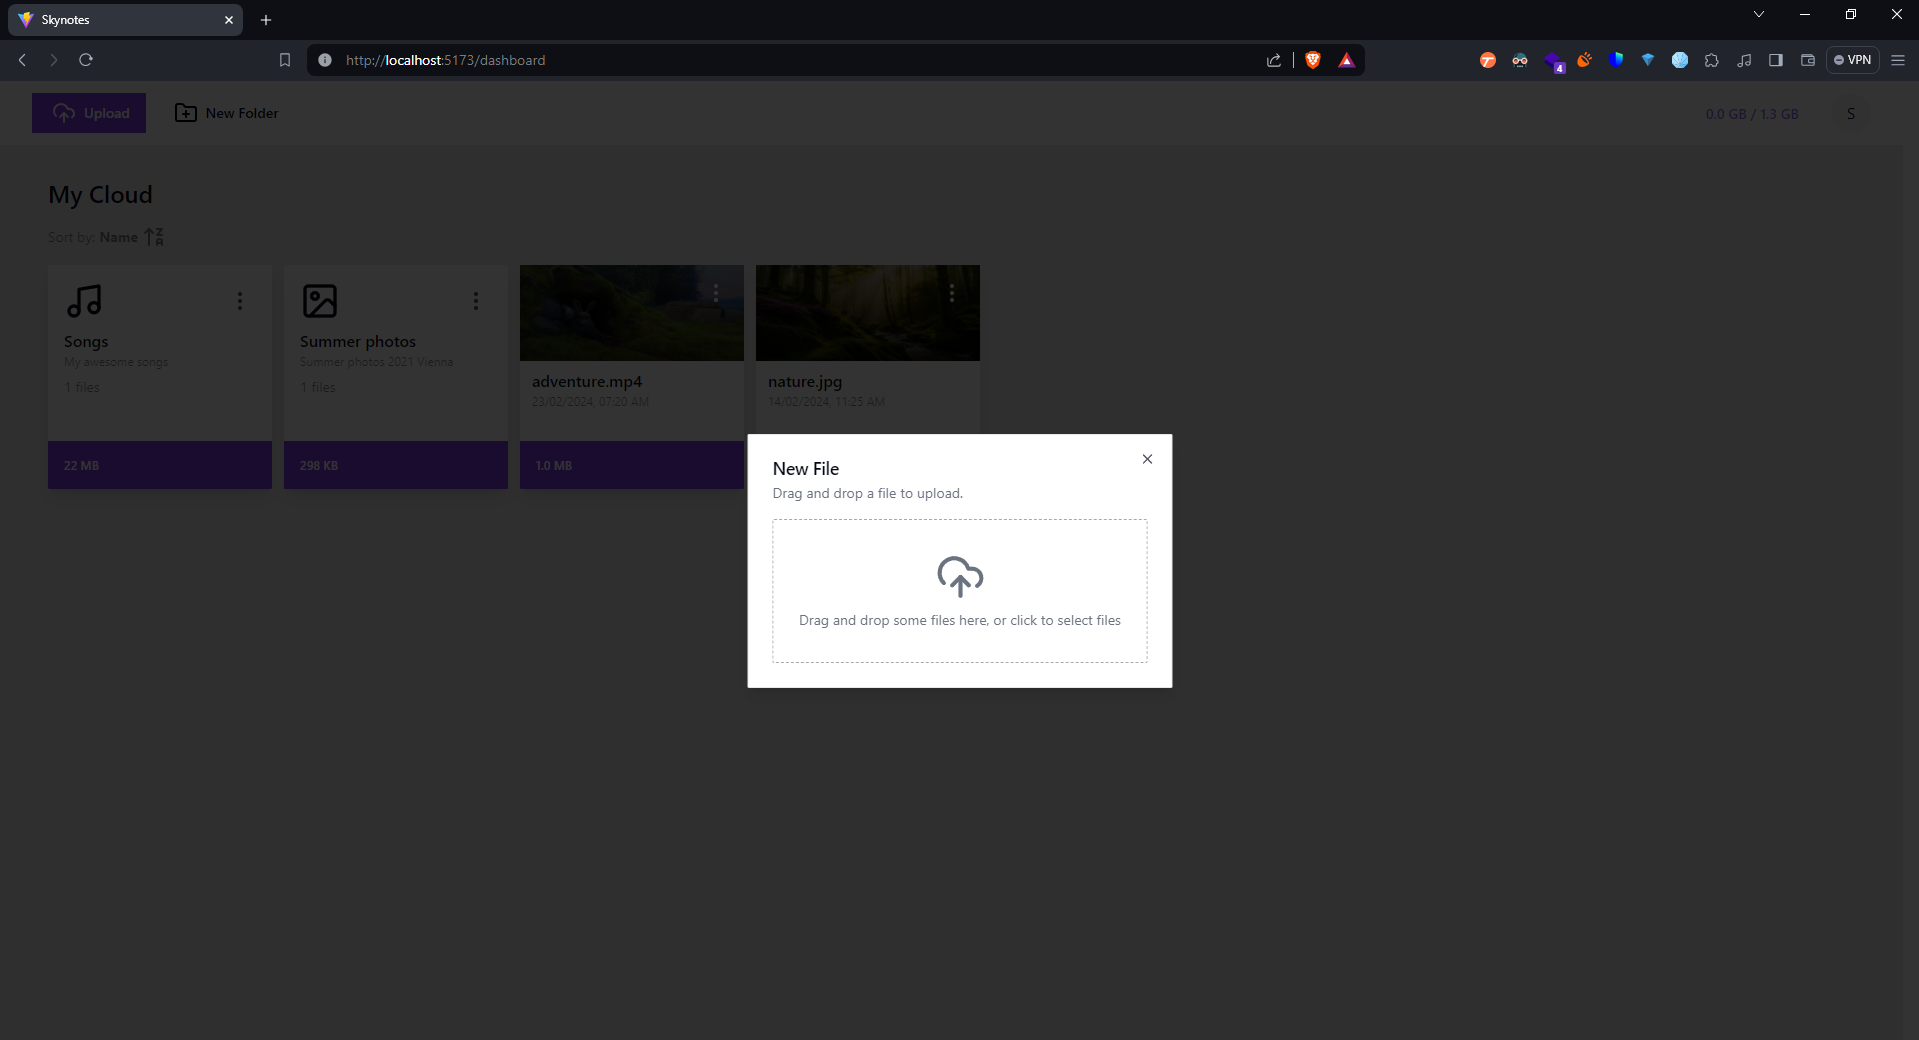 Skynotes
http://localhost:5173/dashboard
4
VPN
Upload
New Folder
0.0 GB / 1.3 GB
S
My Cloud
Sort by: Name
Songs
My awesome songs
1 files
22 MB
Summer photos
Summer photos 2021 Vienna
1 files
298 KB
adventure.mp4
23/02/2024, 07:20 AM
1.0 MB
nature.jpg
14/02/2024, 11:25 AM
New File
Drag and drop a file to upload.
Drag and drop some files here, or click to select files